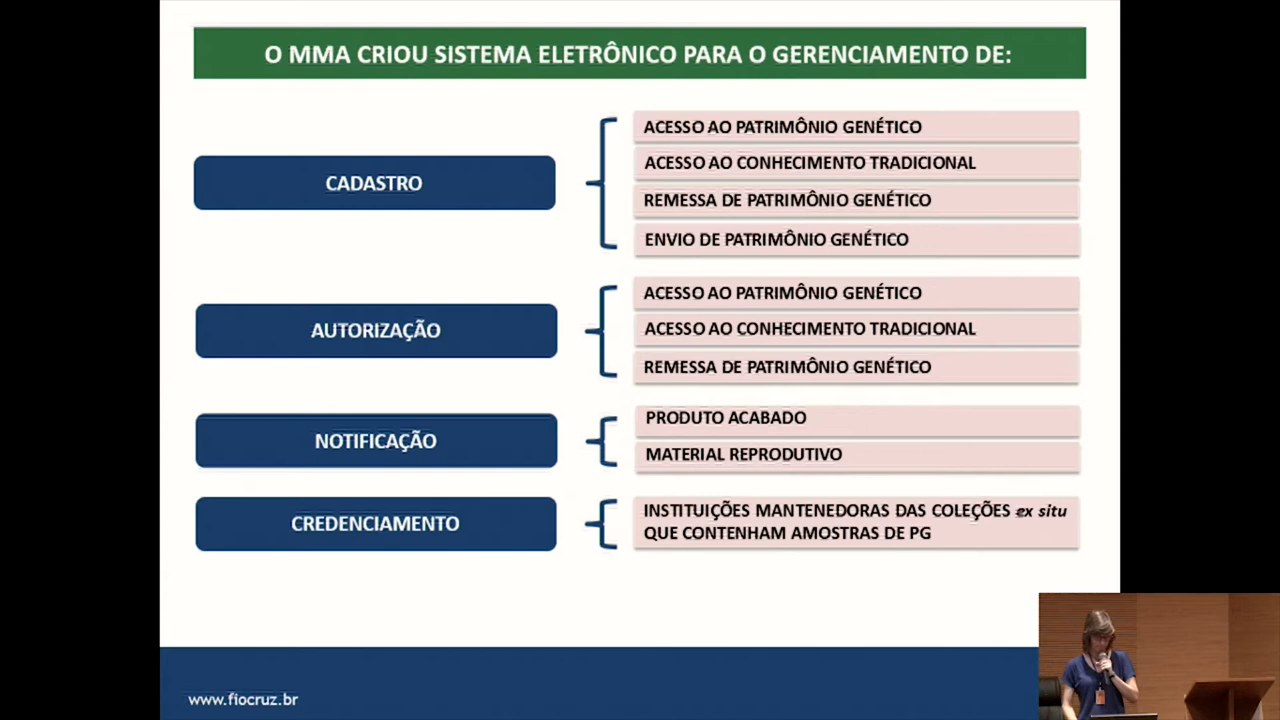 O MMA CRIOU SISTEMA ELETRÔNICO PARA O GERENCIAMENTO DE:
CADASTRO
ACESSO AO PATRIMÔNIO GENÉTICO
ACESSO AO CONHECIMENTO TRADICIONAL
REMESSA DE PATRIMÔNIO GENÉTICO
ENVIO DE PATRIMÔNIO GENÉTICO
AUTORIZAÇÃO
ACESSO AO PATRIMÔNIO GENÉTICO
ACESSO AO CONHECIMENTO TRADICIONAL
REMESSA DE PATRIMÔNIO GENÉTICO
NOTIFICAÇÃO
PRODUTO ACABADO
MATERIAL REPRODUTIVO
CREDENCIAMENTO
INSTITUIÇÕES MANTENEDORAS DAS COLEÇÕES ex situ
QUE CONTENHAM AMOSTRAS DE PG
www.fiocruz.br